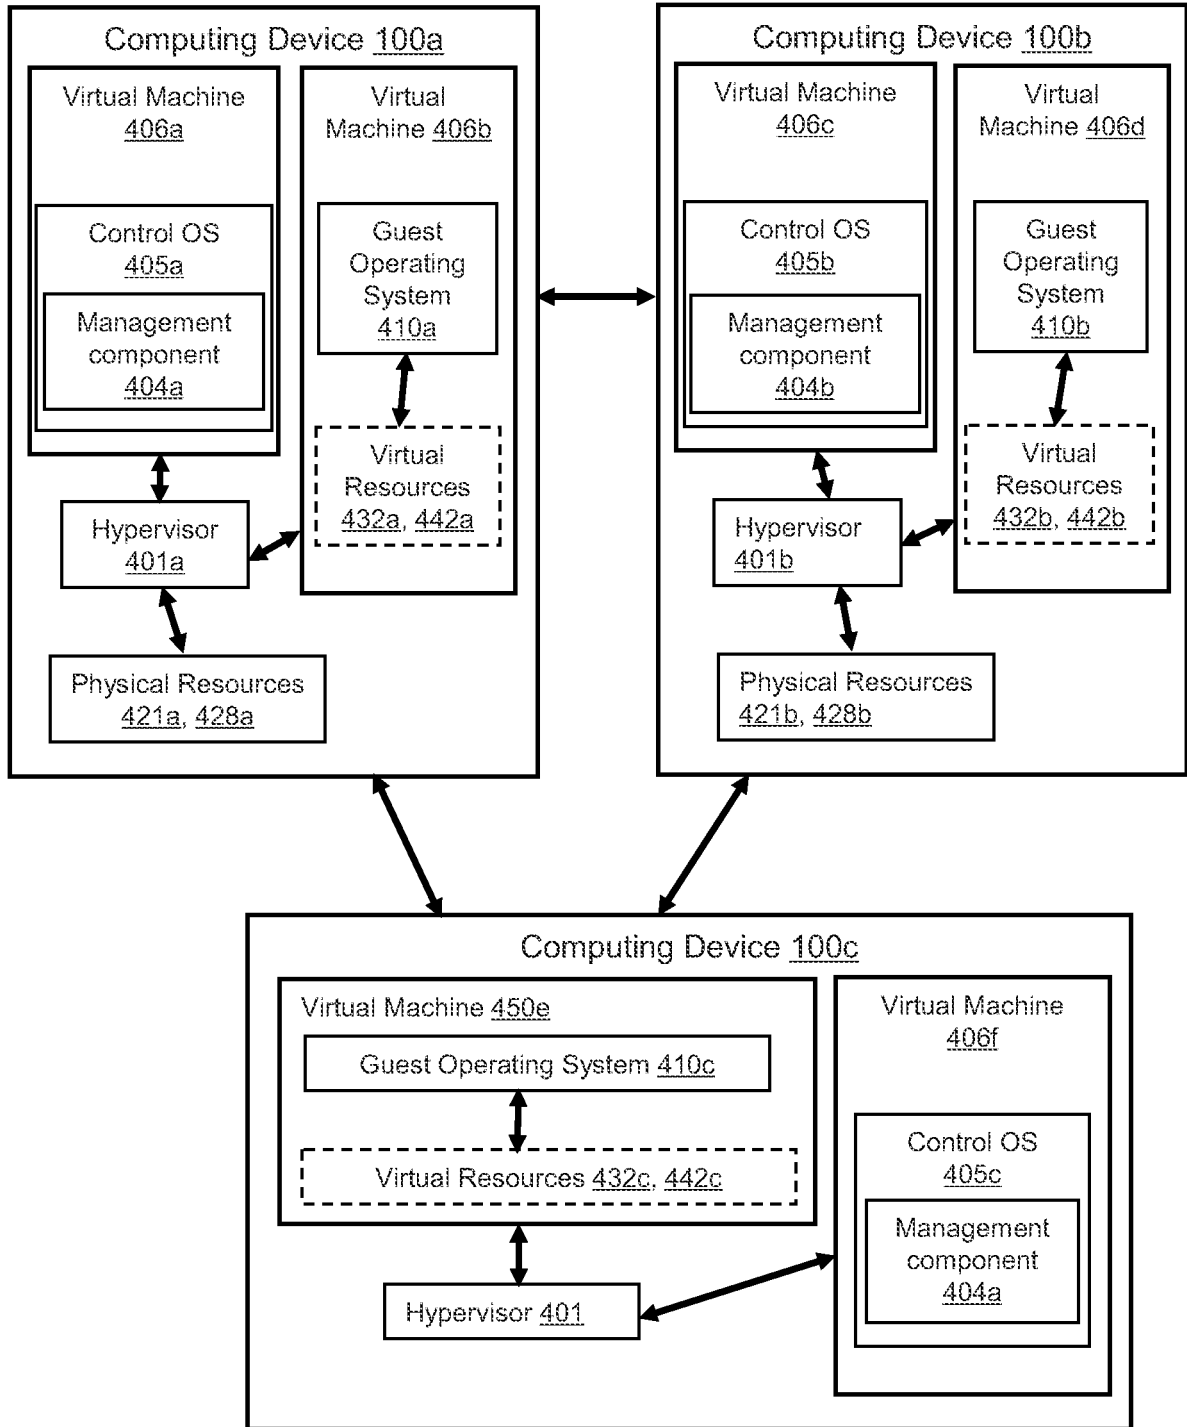 Computing Device 100a
Virtual Machine
406a
Control OS
405a
Management
component
404a
Virtual
Machine 406b
Guest
Operating
System
410a
Virtual
Resources
432a, 442a
Hypervisor
401a
Physical Resources
421a, 428a
Computing Device 100b
Virtual Machine
406c
Control OS
405b
Management
component
404b
Virtual
Machine 406d
Guest
Operating
System
410b
Virtual
Resources
432b, 442b
Hypervisor
401b
Physical Resources
421b, 428b
Computing Device 100c
Virtual Machine 450e
Guest Operating System 410c
Virtual Resources 432c, 442c
Hypervisor 401
Virtual Machine
406f
Control OS
405c
Management
component
404a